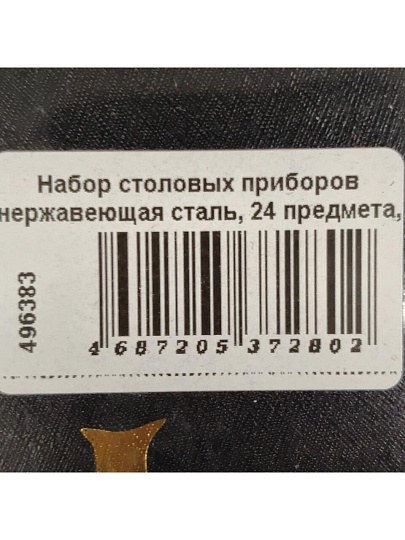 Набор столовых приборов
нержавеющая сталь, 24 предмета,
496383
4 687205 372802